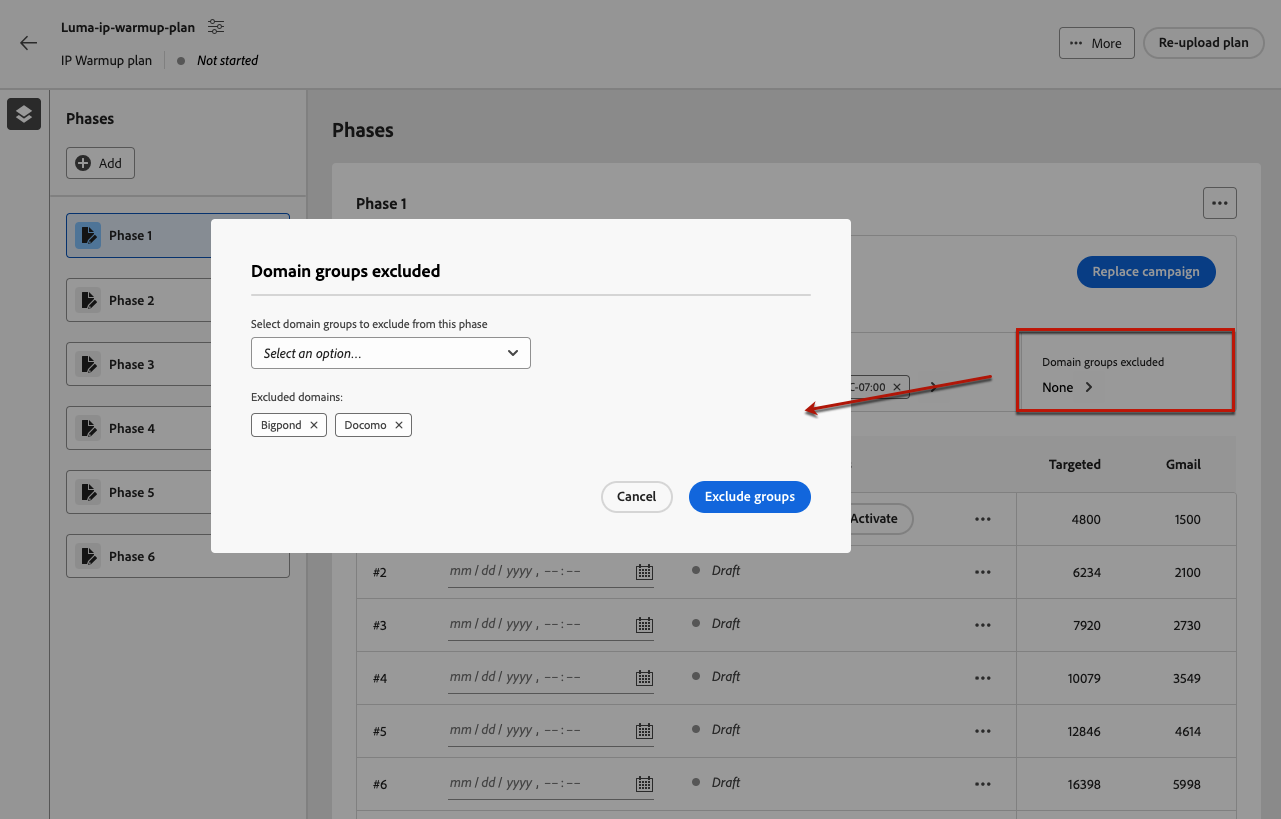 Luma-ip-warmup-plan
IP Warmup plan
Not started
More
Re-upload plan
Phases
Add
Phase 1
Phase 2
Phase 3
Phase 4
Phase 5
Phase 6
Phases
Phase 1
Replace campaign
Domain groups excluded
None
-07:00
Domain groups excluded
Select domain groups to exclude from this phase
Select an option...
Excluded domains:
Bigpond
Docomo
Cancel
Exclude groups
Targeted Gmail
Activate 4800 1500
#2 mm / dd / yyyy , -- : -- Draft 6234 2100
#3 mm / dd / yyyy , -- : -- Draft 7920 2730
#4 mm / dd / yyyy , -- : -- Draft 10079 3549
#5 mm / dd / yyyy , -- : -- Draft 12846 4614
#6 mm / dd / yyyy , -- : -- Draft 16398 5998